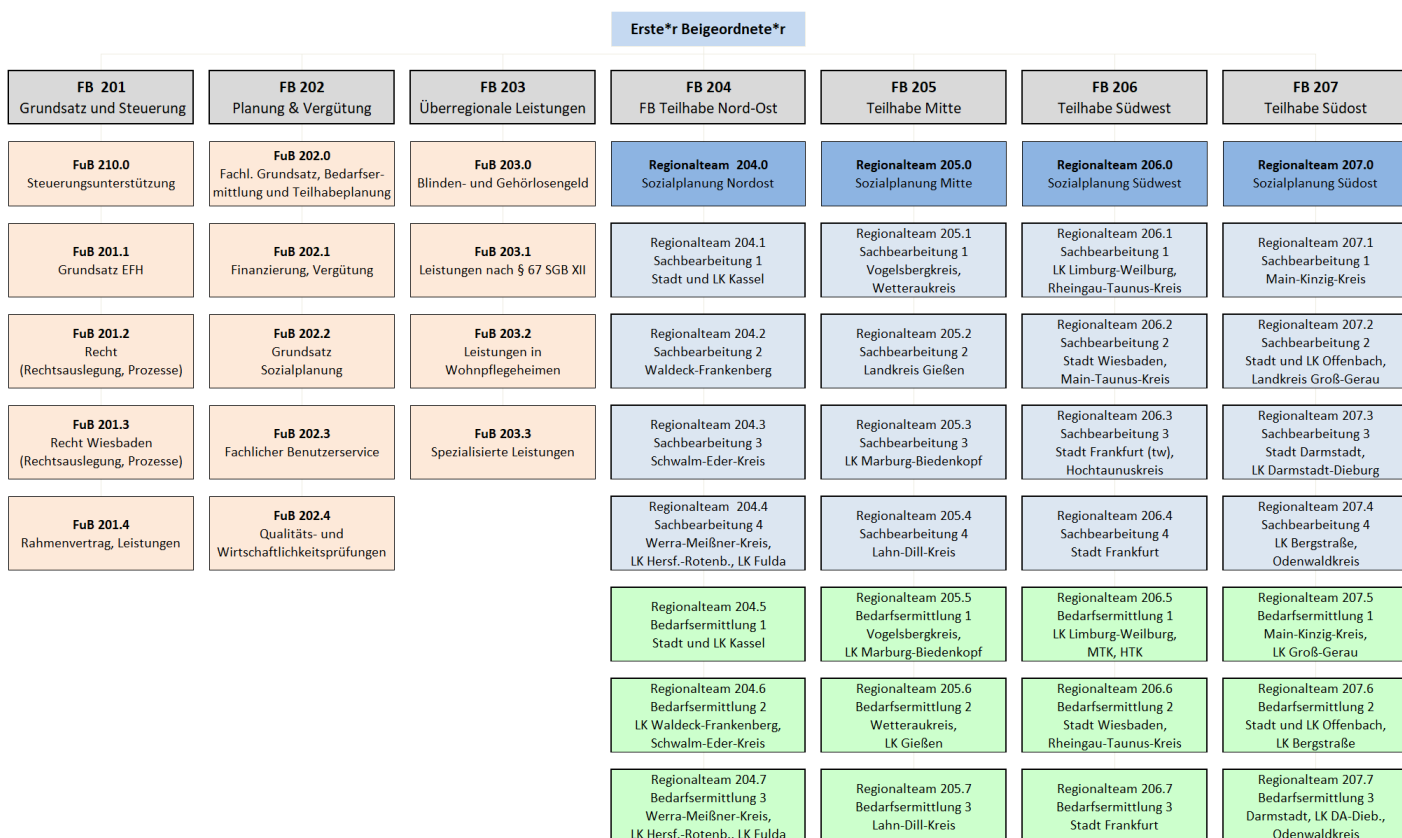 Erste*r Beigeordnete*r
FB 201
Grundsatz und Steuerung
FB 202
Planung & Vergütung
FB 203
Überregionale Leistungen
FB 204
FB Teilhabe Nord-Ost
FB 205
Teilhabe Mitte
FB 206
Teilhabe Südwest
FB 207
Teilhabe Südost
FuB 210.0
Steuerungsunterstützung
FuB 202.0
Fachl. Grundsatz, Bedarfser-
mittlung und Teilhabeplanung
FuB 203.0
Blinden- und Gehörlosengeld
Regionalteam 204.0
Sozialplanung Nordost
Regionalteam 205.0
Sozialplanung Mitte
Regionalteam 206.0
Sozialplanung Südwest
Regionalteam 207.0
Sozialplanung Südost
FuB 201.1
Grundsatz EFH
FuB 202.1
Finanzierung, Vergütung
FuB 203.1
Leistungen nach § 67 SGB XII
Regionalteam 204.1
Sachbearbeitung 1
Stadt und LK Kassel
Regionalteam 205.1
Sachbearbeitung 1
Vogelsbergkreis,
Wetteraukreis
Regionalteam 206.1
Sachbearbeitung 1
LK Limburg-Weilburg,
Rheingau-Taunus-Kreis
Regionalteam 207.1
Sachbearbeitung 1
Main-Kinzig-Kreis
FuB 201.2
Recht
(Rechtsauslegung, Prozesse)
FuB 202.2
Grundsatz
Sozialplanung
FuB 203.2
Leistungen in
Wohnpflegeheimen
Regionalteam 204.2
Sachbearbeitung 2
Waldeck-Frankenberg
Regionalteam 205.2
Sachbearbeitung 2
Landkreis Gießen
Regionalteam 206.2
Sachbearbeitung 2
Stadt Wiesbaden,
Main-Taunus-Kreis
Regionalteam 207.2
Sachbearbeitung 2
Stadt und LK Offenbach,
Landkreis Groß-Gerau
FuB 201.3
Recht Wiesbaden
(Rechtsauslegung, Prozesse)
FuB 202.3
Fachlicher Benutzerservice
FuB 203.3
Spezialisierte Leistungen
Regionalteam 204.3
Sachbearbeitung 3
Schwalm-Eder-Kreis
Regionalteam 205.3
Sachbearbeitung 3
LK Marburg-Biedenkopf
Regionalteam 206.3
Sachbearbeitung 3
Stadt Frankfurt (tw),
Hochtaunuskreis
Regionalteam 207.3
Sachbearbeitung 3
Stadt Darmstadt,
LK Darmstadt-Dieburg
FuB 201.4
Rahmenvertrag, Leistungen
FuB 202.4
Qualitäts- und
Wirtschaftlichkeitsprüfungen
Regionalteam 204.4
Sachbearbeitung 4
Werra-Meißner-Kreis,
LK Hersf.-Rotenb., LK Fulda
Regionalteam 205.4
Sachbearbeitung 4
Lahn-Dill-Kreis
Regionalteam 206.4
Sachbearbeitung 4
Stadt Frankfurt
Regionalteam 207.4
Sachbearbeitung 4
LK Bergstraße,
Odenwaldkreis
Regionalteam 204.5
Bedarfsermittlung 1
Stadt und LK Kassel
Regionalteam 205.5
Bedarfsermittlung 1
Vogelsbergkreis,
LK Marburg-Biedenkopf
Regionalteam 206.5
Bedarfsermittlung 1
LK Limburg-Weilburg,
MTK, HTK
Regionalteam 207.5
Bedarfsermittlung 1
Main-Kinzig-Kreis,
LK Groß-Gerau
Regionalteam 204.6
Bedarfsermittlung 2
LK Waldeck-Frankenberg,
Schwalm-Eder-Kreis
Regionalteam 205.6
Bedarfsermittlung 2
Wetteraukreis,
LK Gießen
Regionalteam 206.6
Bedarfsermittlung 2
Stadt Wiesbaden,
Rheingau-Taunus-Kreis
Regionalteam 207.6
Bedarfsermittlung 2
Stadt und LK Offenbach,
LK Bergstraße
Regionalteam 204.7
Bedarfsermittlung 3
Werra-Meißner-Kreis,
LK Hersf.-Rotenb., LK Fulda
Regionalteam 205.7
Bedarfsermittlung 3
Lahn-Dill-Kreis
Regionalteam 206.7
Bedarfsermittlung 3
Stadt Frankfurt
Regionalteam 207.7
Bedarfsermittlung 3
Darmstadt, LK DA-Dieb.,
Odenwaldkreis